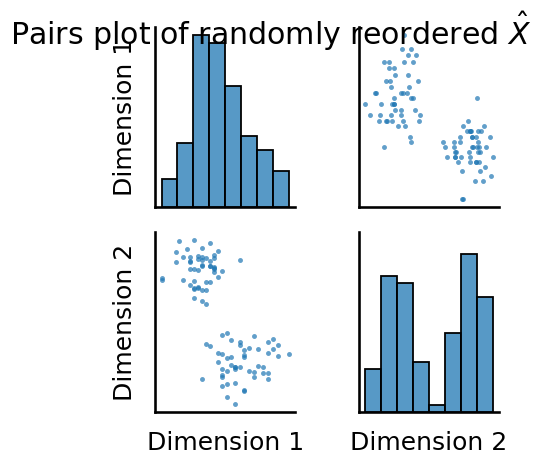 Pairs plot of randomly reordered X̂
Dimension 1
Dimension 2
Dimension 1
Dimension 2